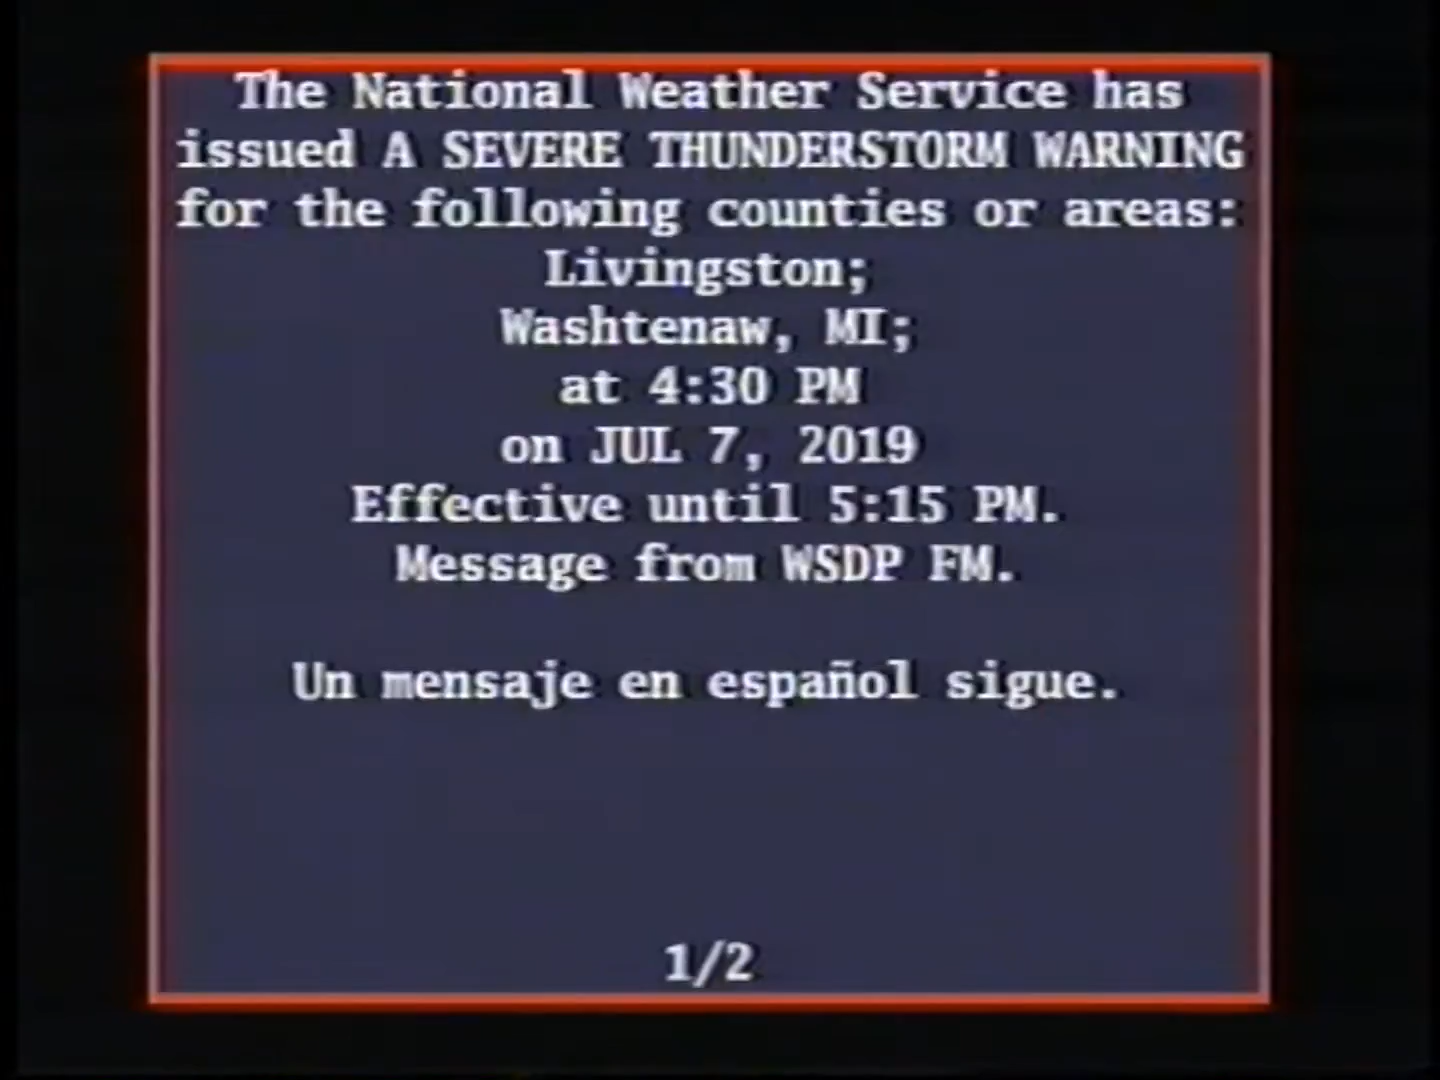 The National Weather Service has
issued A SEVERE THUNDERSTORM WARNING
for the following counties or areas:
Livingston;
Washtenaw, MI;
at 4:30 PM
on JUL 7, 2019
Effective until 5:15 PM.
Message from WSDP FM.
Un mensaje en español sigue.
1/2